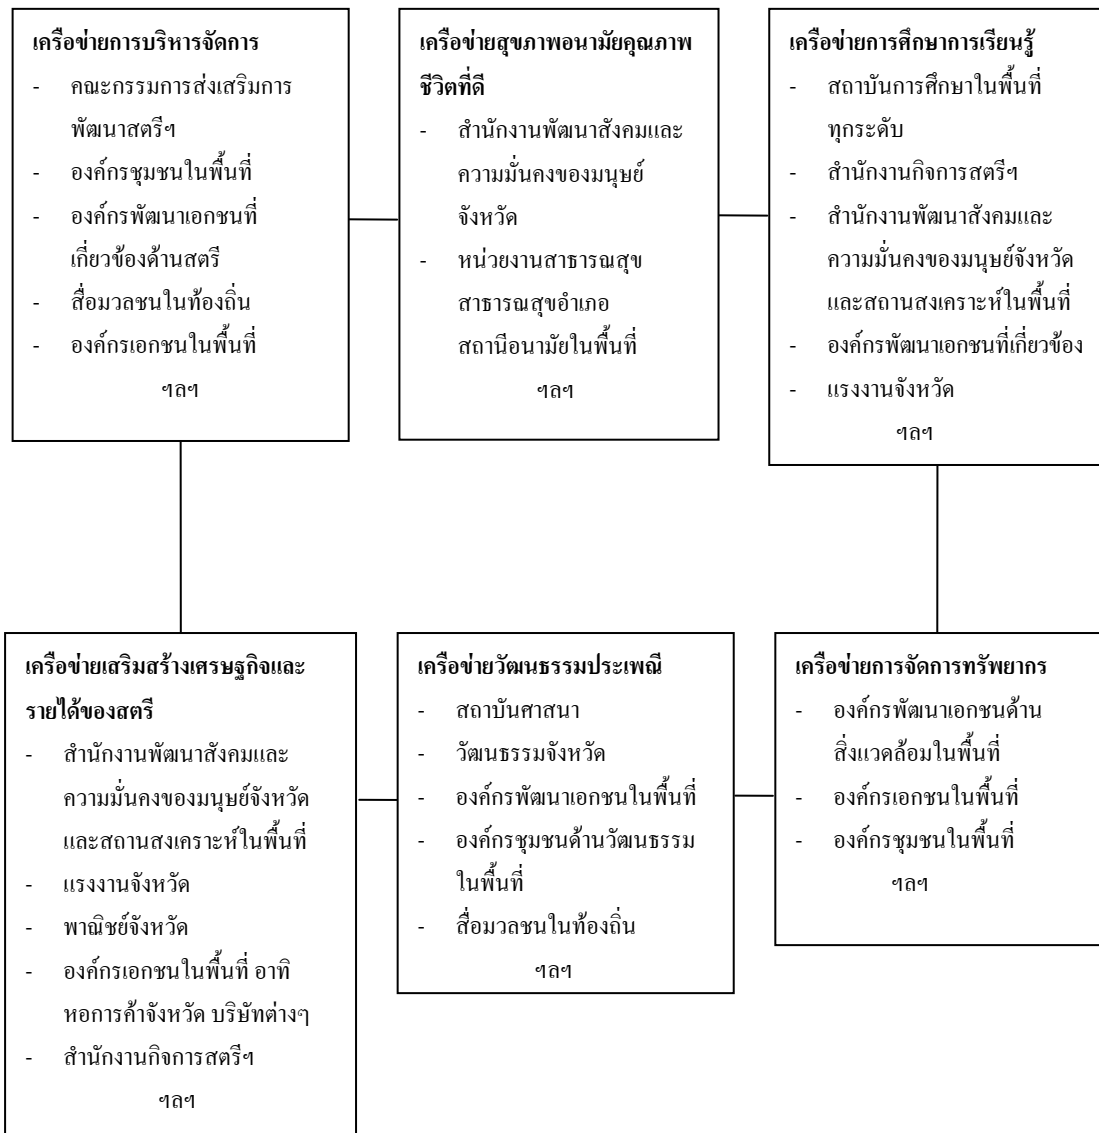 เครือข่ายการบริหารจัดการ
- คณะกรรมการส่งเสริมการ
พัฒนาสตรีฯ
- องค์กรชุมชนในพื้นที่
- องค์กรพัฒนาเอกชนที่
เกี่ยวข้องด้านสตรี
- สื่อมวลชนในท้องถิ่น
- องค์กรเอกชนในพื้นที่
ฯลฯ
เครือข่ายสุขภาพอนามัยคุณภาพ
ชีวิตที่ดี
- สำนักงานพัฒนาสังคมและ
ความมั่นคงของมนุษย์
จังหวัด
- หน่วยงานสาธารณสุข
สาธารณสุขอำเภอ
สถานีอนามัยในพื้นที่
ฯลฯ
เครือข่ายการศึกษาการเรียนรู้
- สถาบันการศึกษาในพื้นที่
ทุกระดับ
- สำนักงานกิจการสตรีฯ
- สำนักงานพัฒนาสังคมและ
ความมั่นคงของมนุษย์จังหวัด
และสถานสงเคราะห์ในพื้นที่
- องค์กรพัฒนาเอกชนที่เกี่ยวข้อง
- แรงงานจังหวัด
ฯลฯ
เครือข่ายเสริมสร้างเศรษฐกิจและ
รายได้ของสตรี
- สำนักงานพัฒนาสังคมและ
ความมั่นคงของมนุษย์จังหวัด
และสถานสงเคราะห์ในพื้นที่
- แรงงานจังหวัด
- พาณิชย์จังหวัด
- องค์กรเอกชนในพื้นที่ อาทิ
หอการค้าจังหวัด บริษัทต่างๆ
- สำนักงานกิจการสตรีฯ
ฯลฯ
เครือข่ายวัฒนธรรมประเพณี
- สถาบันศาสนา
- วัฒนธรรมจังหวัด
- องค์กรพัฒนาเอกชนในพื้นที่
- องค์กรชุมชนด้านวัฒนธรรม
ในพื้นที่
- สื่อมวลชนในท้องถิ่น
ฯลฯ
เครือข่ายการจัดการทรัพยากร
- องค์กรพัฒนาเอกชนด้าน
สิ่งแวดล้อมในพื้นที่
- องค์กรเอกชนในพื้นที่
- องค์กรชุมชนในพื้นที่
ฯลฯ